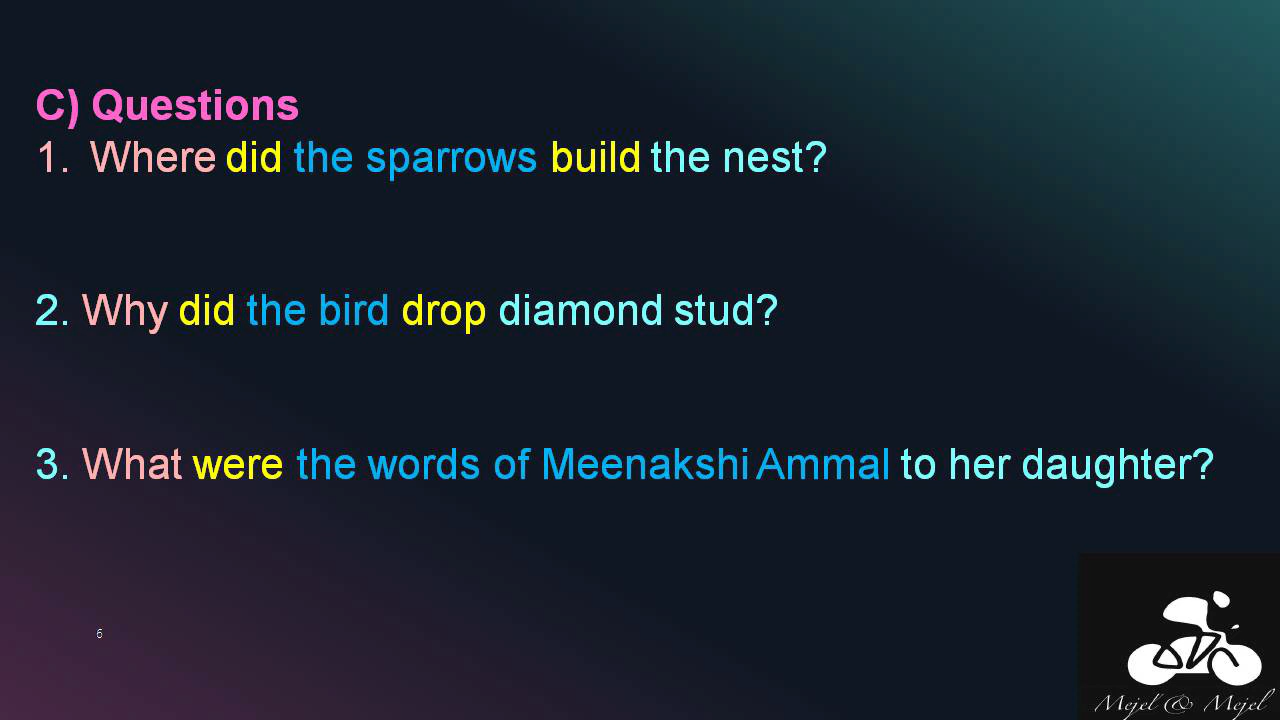 C) Questions
1. Where did the sparrows build the nest?
2. Why did the bird drop diamond stud?
3. What were the words of Meenakshi Ammal to her daughter?
6
Mejel & Mejel